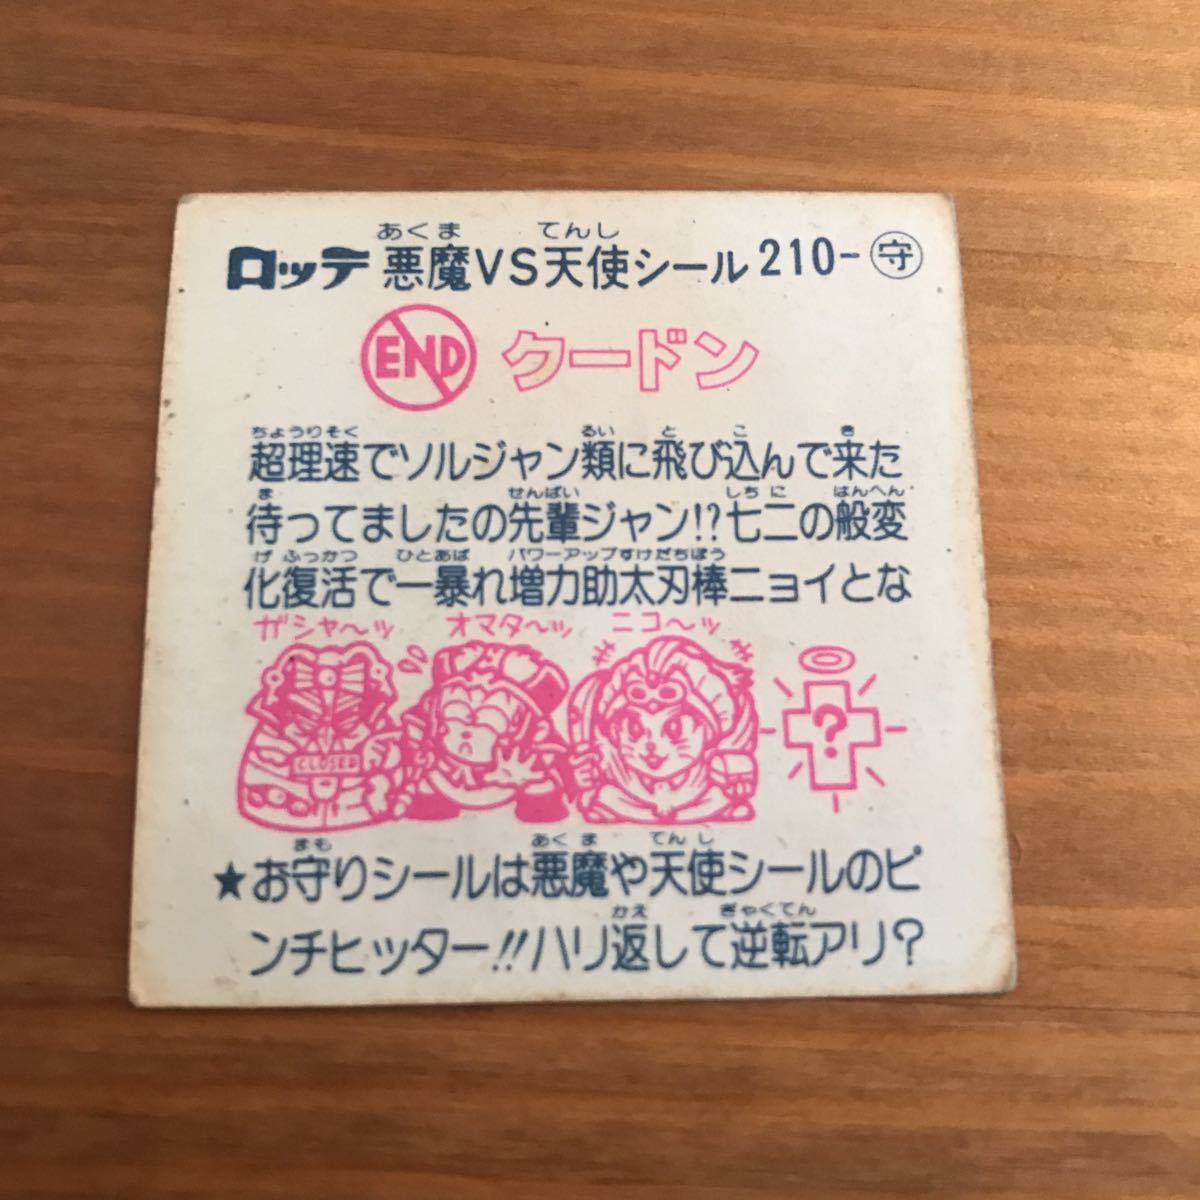 あくま てんし
ロッテ 悪魔VS天使シール 210-守
END クードン
ちょうりそく るい と こ き
超理速でソルジャン類に飛び込んで来た
ま せんぱい しち に はんへん
待ってましたの先輩ジャン!?七二の般変
げ ふっかつ ひとあば パワーアップすけだちぼう
化復活で一暴れ増力助太刃棒ニョイとな
ガシャ〜ッ オマタ〜ッ ニコ〜ッ
CLOSED ?
まも あくま てんし
★お守りシールは悪魔や天使シールのピ
かえ ぎゃくてん
ンチヒッター!!ハリ返して逆転アリ?